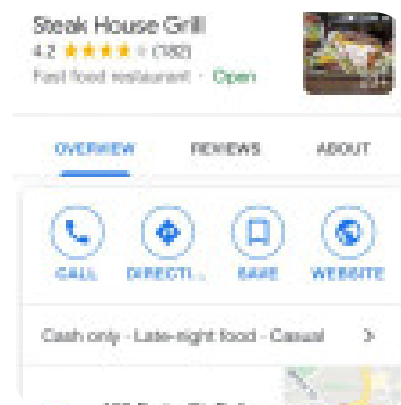 Steak House Grill
4.2 (182)
Fast food restaurant · Open
OVERVIEW REVIEWS ABOUT
CALL DIRECTI... SAVE WEBSITE
Cash only · Late-night food · Casual